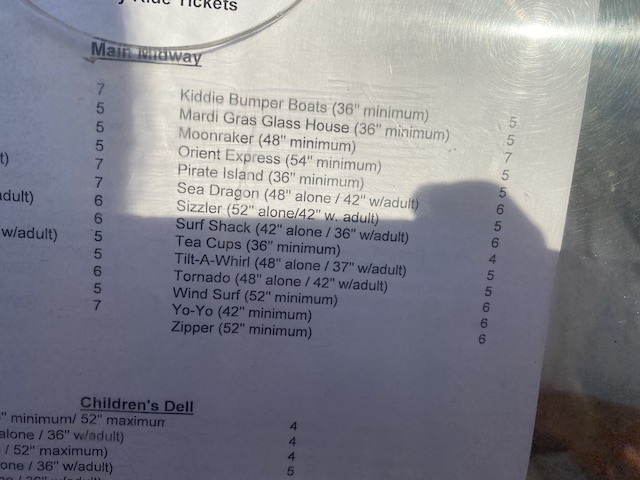 Ride Tickets
Main Midway
7 Kiddie Bumper Boats (36" minimum) 5
5 Mardi Gras Glass House (36" minimum) 5
5 Moonraker (48" minimum) 7
5 Orient Express (54" minimum) 5
t) 7 Pirate Island (36" minimum) 5
7 Sea Dragon (48" alone / 42" w/adult) 6
adult) 6 Sizzler (52" alone/42" w. adult) 5
6 Surf Shack (42" alone / 36" w/adult) 6
w/adult) 5 Tea Cups (36" minimum) 4
5 Tilt-A-Whirl (48" alone / 37" w/adult) 5
6 Tornado (48" alone / 42" w/adult) 5
5 Wind Surf (52" minimum) 6
7 Yo-Yo (42" minimum) 6
Zipper (52" minimum) 6
Children's Dell
" minimum/ 52" maximum 4
alone / 36" w/adult) 4
/ 52" maximum) 4
one / 36" w/adult) 5